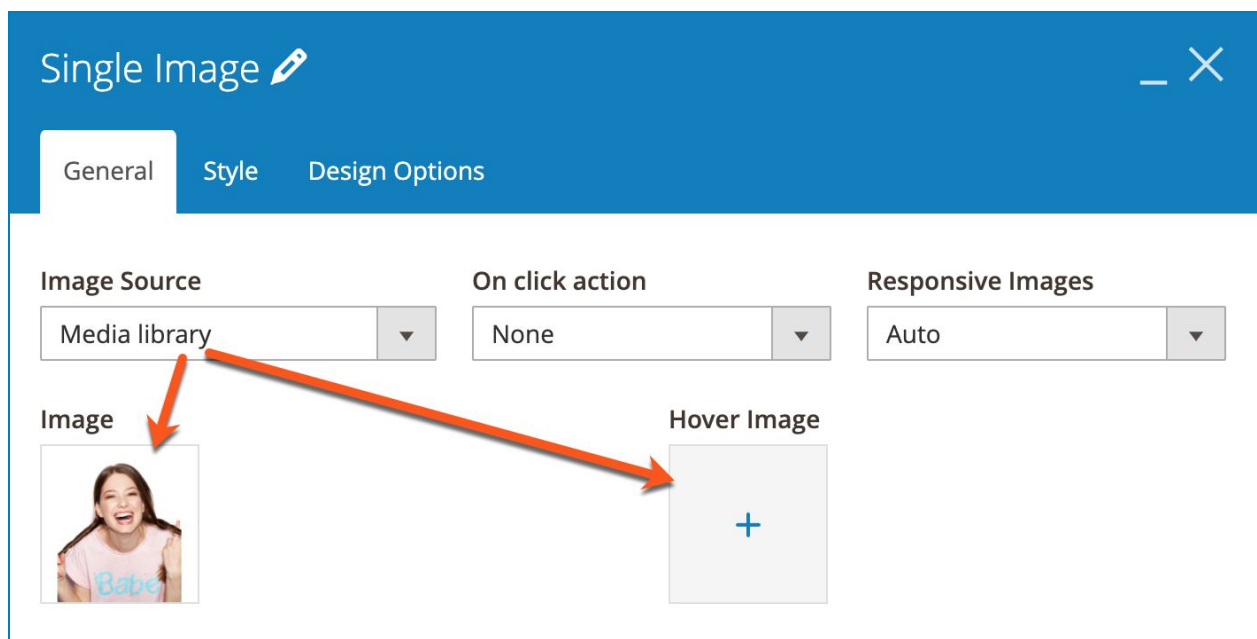 Single Image
General Style Design Options
Image Source On click action Responsive Images
Media library None Auto
Image Hover Image
Babe